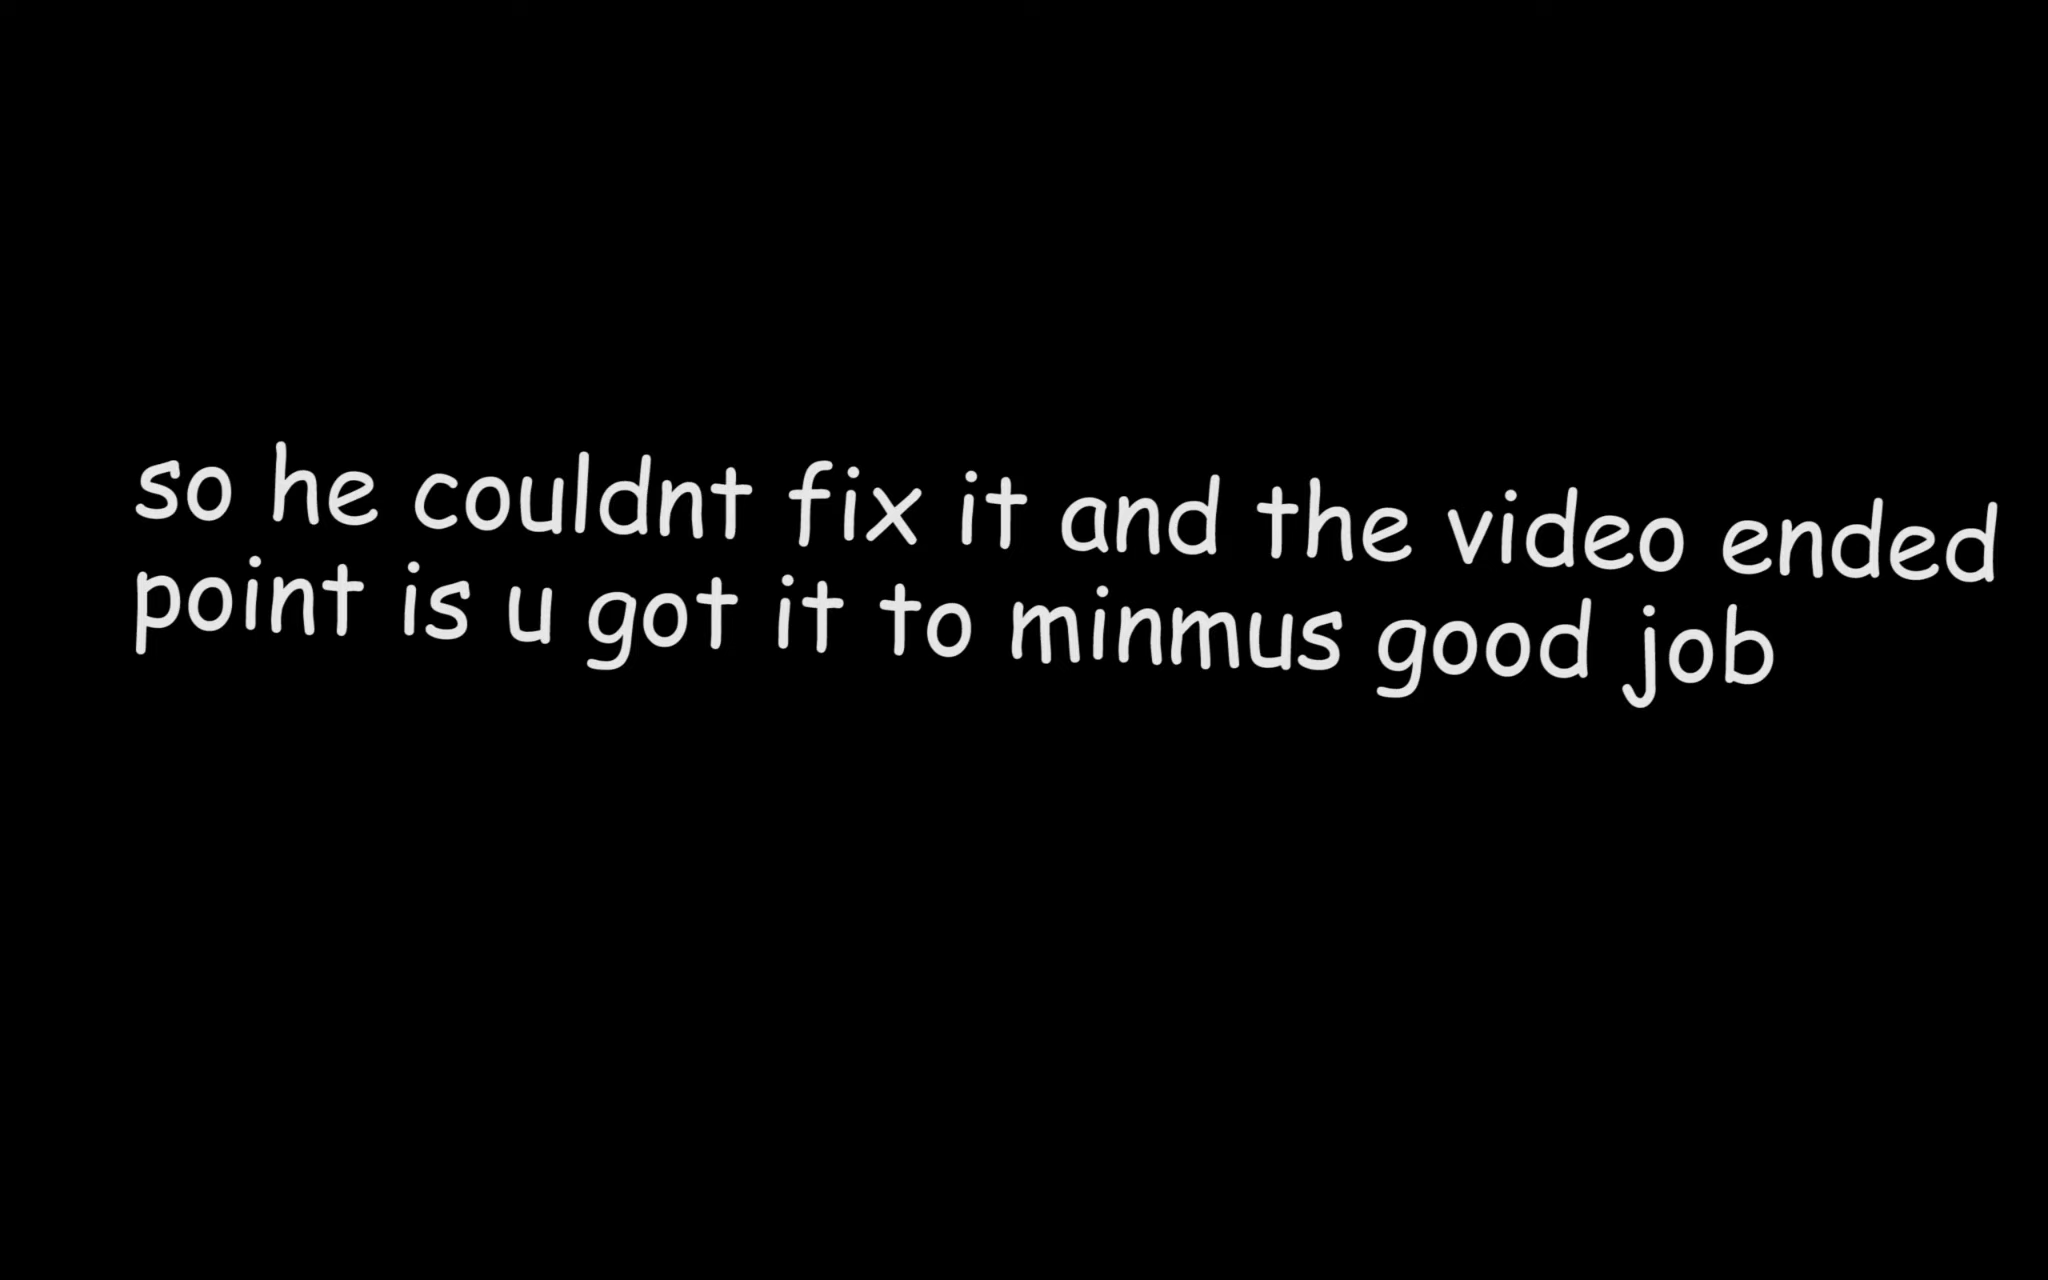 so he couldnt fix it and the video ended
point is u got it to minmus good job